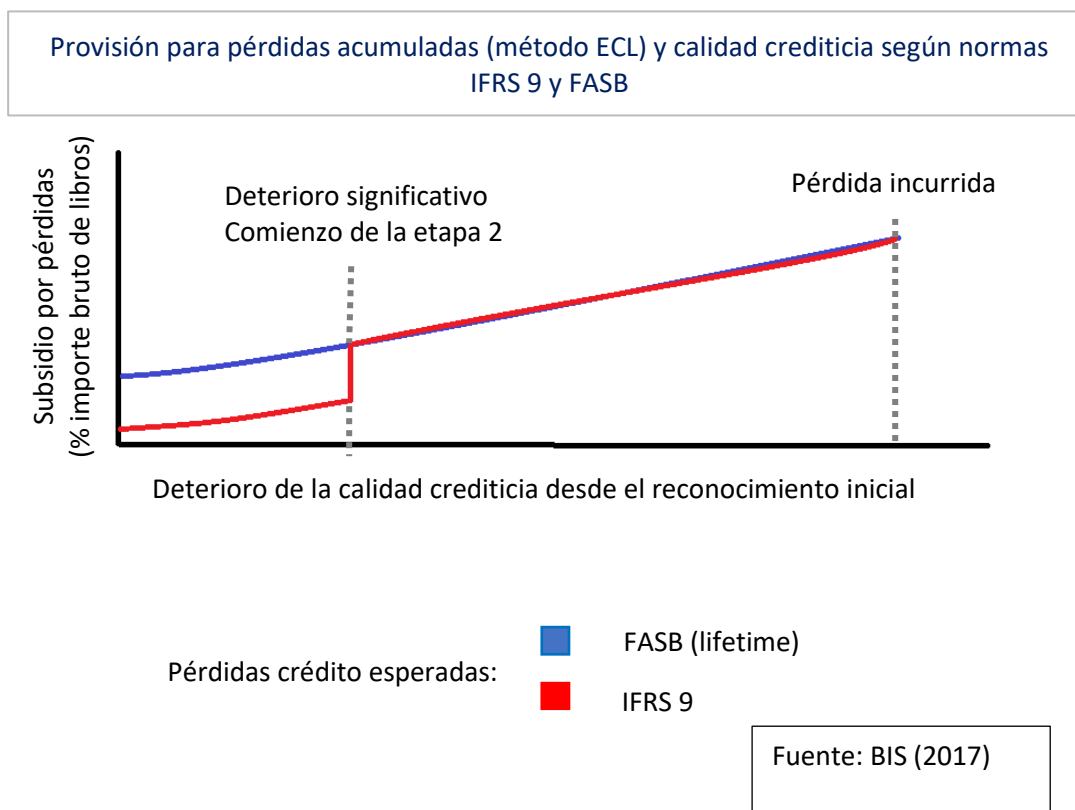 Provisión para pérdidas acumuladas (método ECL) y calidad crediticia según normas
IFRS 9 y FASB
Subsidio por pérdidas
(% importe bruto de libros)
Deterioro significativo
Comienzo de la etapa 2
Pérdida incurrida
Deterioro de la calidad crediticia desde el reconocimiento inicial
Pérdidas crédito esperadas:
FASB (lifetime)
IFRS 9
Fuente: BIS (2017)